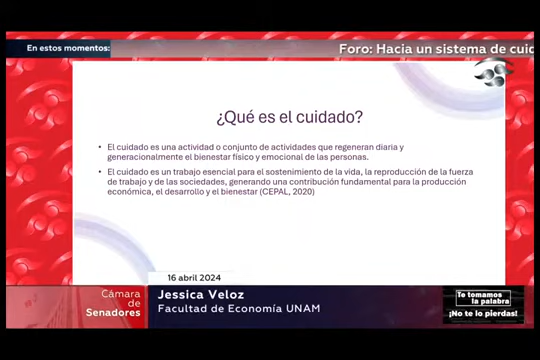 En estos momentos:
Foro: Hacia un sistema de cuid
¿Qué es el cuidado?
• El cuidado es una actividad o conjunto de actividades que regeneran diaria y
generacionalmente el bienestar físico y emocional de las personas.
• El cuidado es un trabajo esencial para el sostenimiento de la vida, la reproducción de la fuerza
de trabajo y de las sociedades, generando una contribución fundamental para la producción
económica, el desarrollo y el bienestar (CEPAL, 2020)
16 abril 2024
Cámara
de
Senadores
Jessica Veloz
Facultad de Economía UNAM
Te tomamos
la palabra
¡No te lo pierdas!